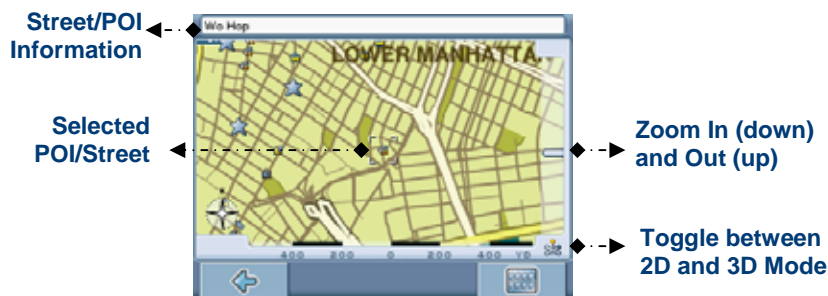 Street/POI
Information
Wo Hop
LOWER MANHATTA
Selected
POI/Street
Zoom In (down)
and Out (up)
Toggle between
2D and 3D Mode
400 200 0 200 400 YD